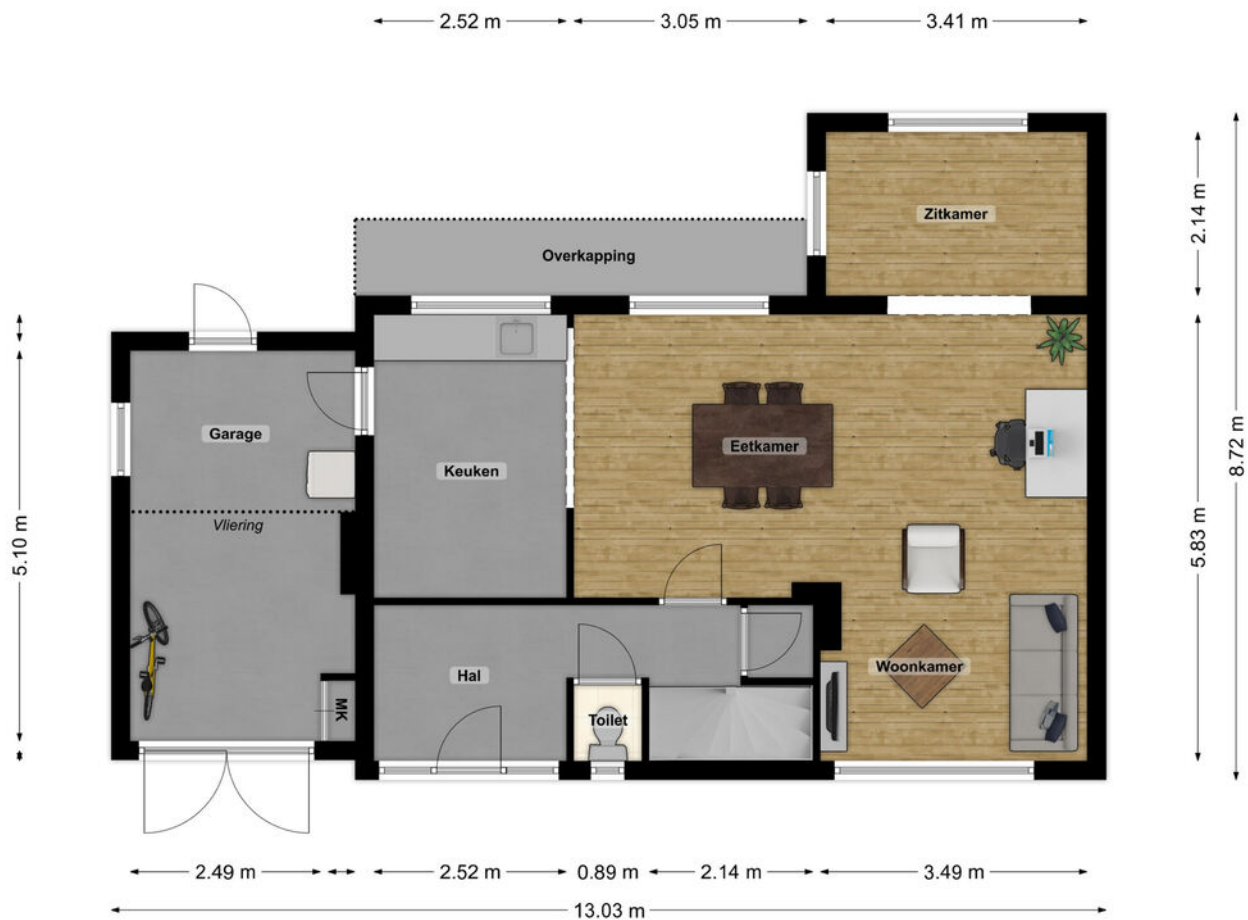 2.52 m
3.05 m
3.41 m
Zitkamer
2.14 m
Overkapping
Garage
Keuken
Eetkamer
8.72 m
Vliering
5.10 m
5.83 m
Hal
Woonkamer
MK
Toilet
2.49 m
2.52 m
0.89 m
2.14 m
3.49 m
13.03 m